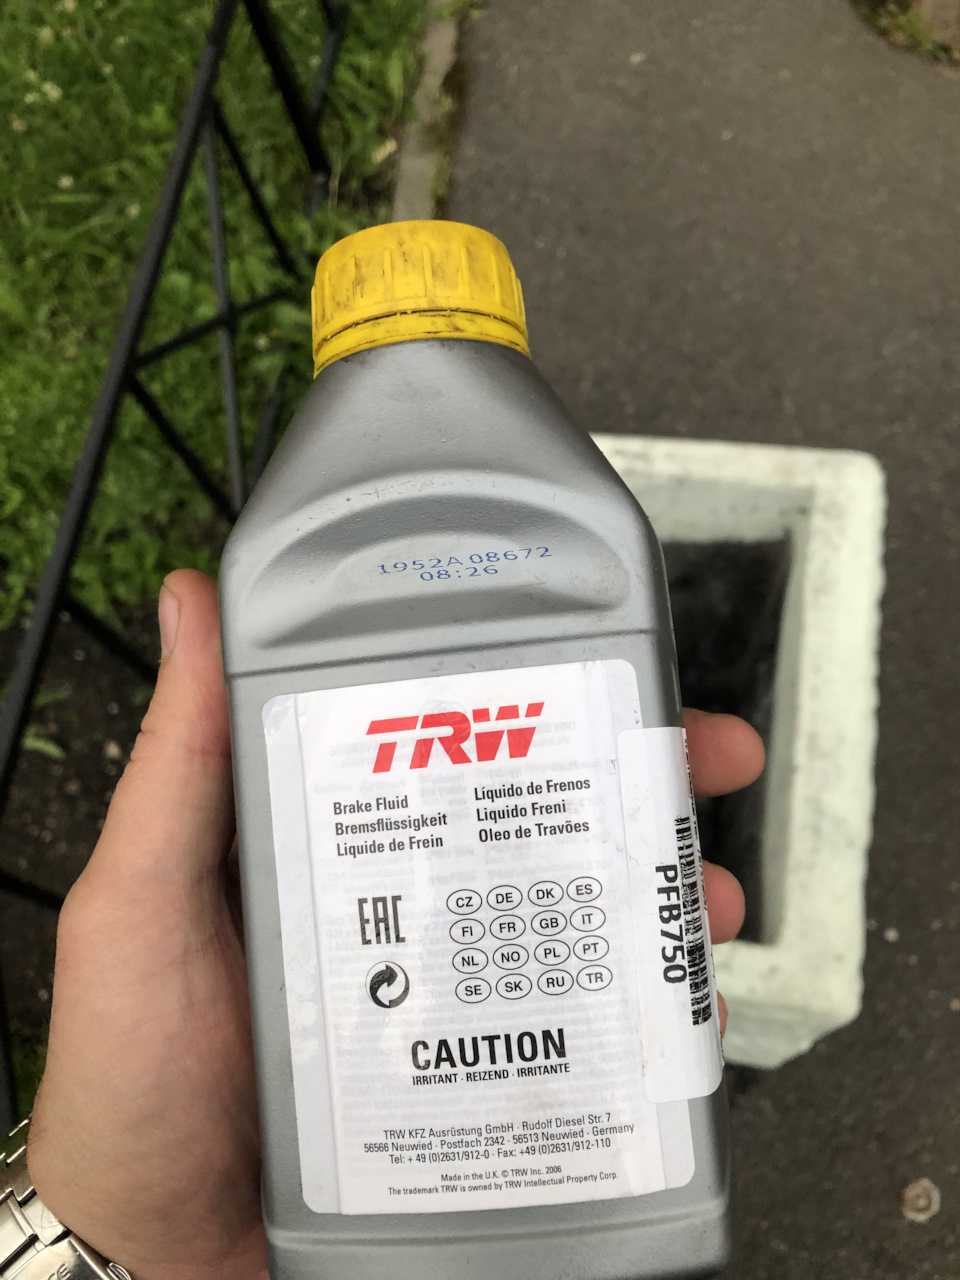 1952A 08672
08:26
TRW
Brake Fluid
Bremsflüssigkeit
Liquide de Frein
Líquido de Frenos
Liquido Freni
Oleo de Travões
EAC
CZ DE DK ES
FI FR GB IT
NL NO PL PT
SE SK RU TR
CAUTION
IRRITANT · REIZEND · IRRITANTE
TRW KFZ Ausrüstung GmbH · Rudolf Diesel Str. 7
56566 Neuwied · Postfach 2342 · 56513 Neuwied · Germany
Tel: + 49 (0)2631/912-0 · Fax: +49 (0)2631/912-110
Made in the U.K. © TRW Inc. 2006
The trademark TRW is owned by TRW Intellectual Property Corp.
PFB750